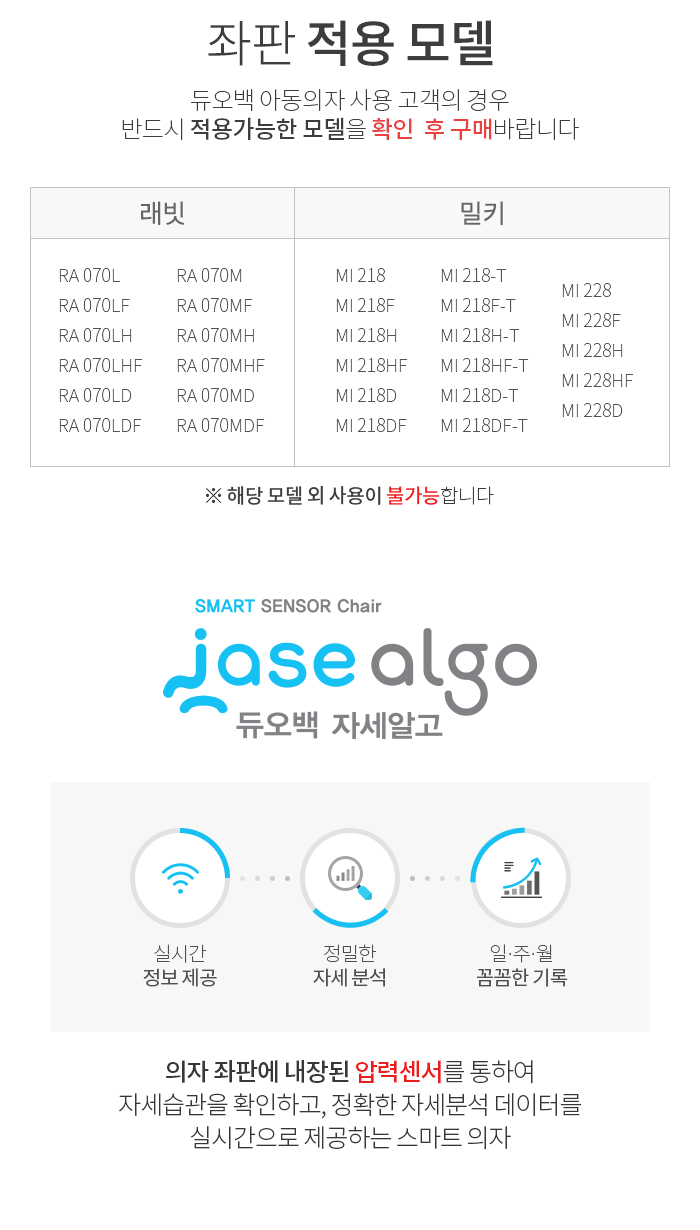 좌판 적용 모델
듀오백 아동의자 사용 고객의 경우
반드시 적용가능한 모델을 확인 후 구매바랍니다
래빗 밀키
RA 070L RA 070M MI 218 MI 218-T
MI 228
RA 070LF RA 070MF MI 218F MI 218F-T
MI 228F
RA 070LH RA 070MH MI 218H MI 218H-T
MI 228H
RA 070LHF RA 070MHF MI 218HF MI 218HF-T
MI 228HF
RA 070LD RA 070MD MI 218D MI 218D-T
MI 228D
RA 070LDF RA 070MDF MI 218DF MI 218DF-T
※ 해당 모델 외 사용이 불가능합니다
SMART SENSOR Chair
jase algo
듀오백 자세알고
실시간 정밀한 일·주·월
정보 제공 자세 분석 꼼꼼한 기록
의자 좌판에 내장된 압력센서를 통하여
자세습관을 확인하고, 정확한 자세분석 데이터를
실시간으로 제공하는 스마트 의자